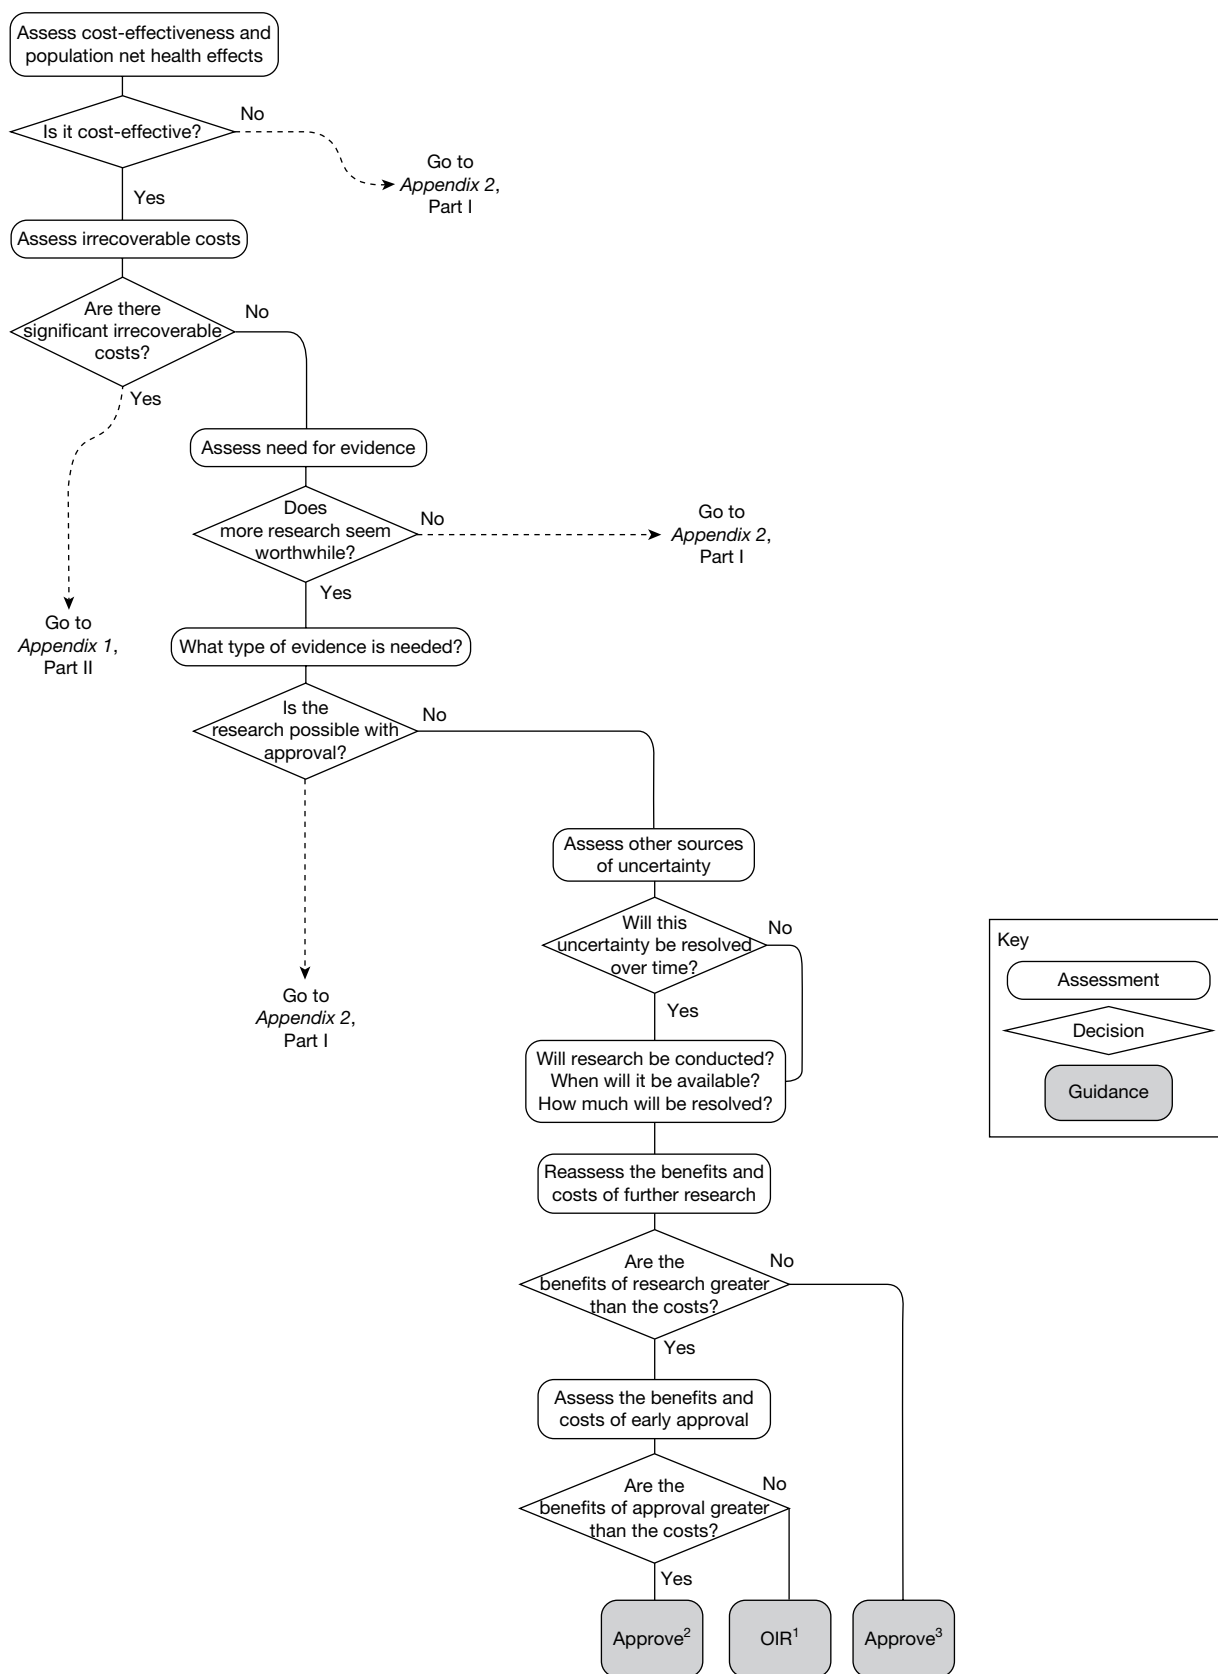 Assess cost-effectiveness and
population net health effects
Is it cost-effective?
No
Go to
Appendix 2,
Part I
Yes
Assess irrecoverable costs
Are there
significant irrecoverable
costs?
No
Yes
Go to
Appendix 1,
Part II
Assess need for evidence
Does
more research seem
worthwhile?
No
Go to
Appendix 2,
Part I
Yes
What type of evidence is needed?
Is the
research possible with
approval?
No
Go to
Appendix 2,
Part I
Assess other sources
of uncertainty
Will this
uncertainty be resolved
over time?
No
Yes
Will research be conducted?
When will it be available?
How much will be resolved?
Reassess the benefits and
costs of further research
Are the
benefits of research greater
than the costs?
No
Yes
Assess the benefits and
costs of early approval
Are the
benefits of approval greater
than the costs?
No
Yes
Approve²
OIR¹
Approve³
Key
Assessment
Decision
Guidance